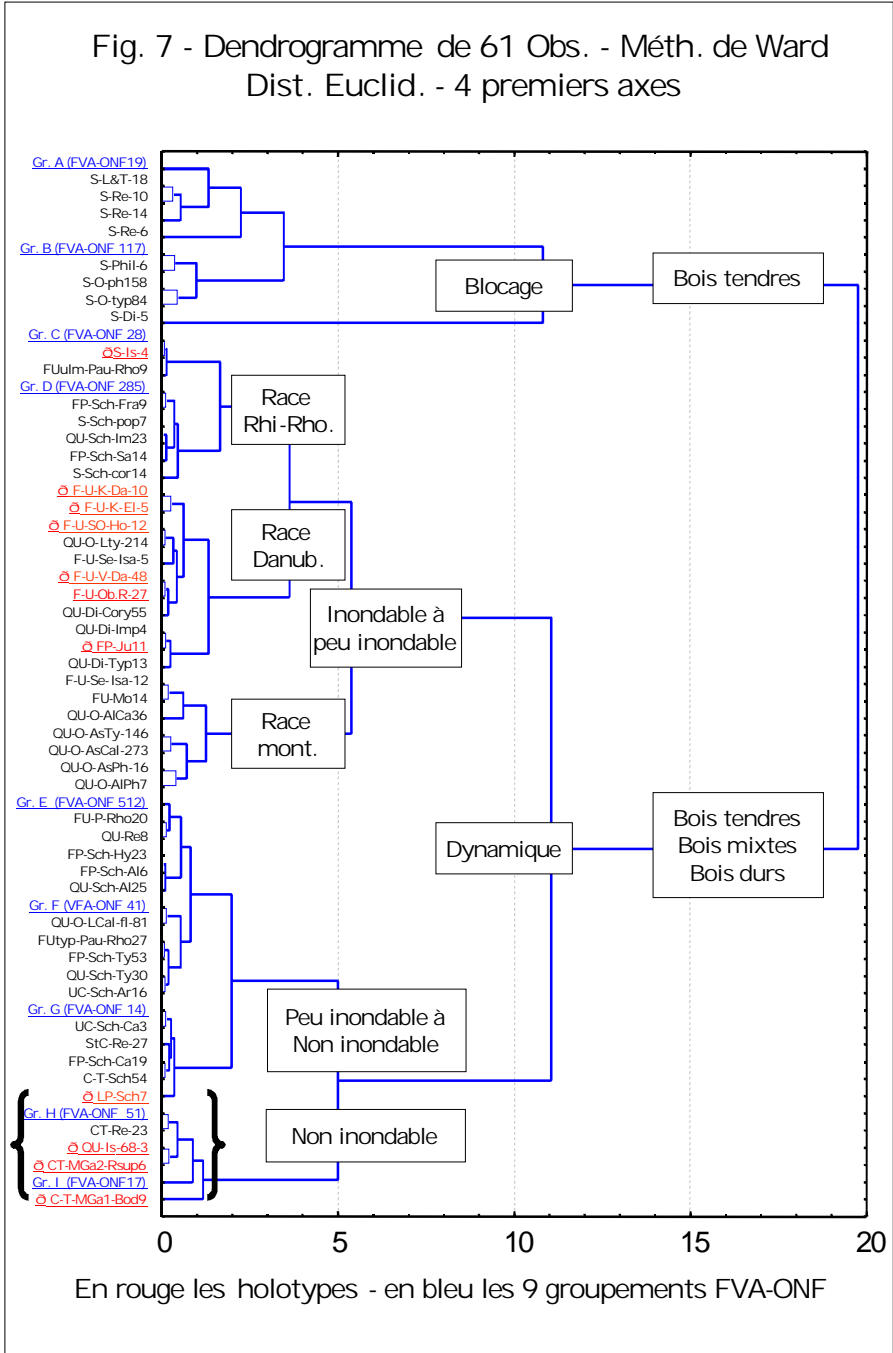 Fig. 7 - Dendrogramme de 61 Obs. - Méth. de Ward
Dist. Euclid. - 4 premiers axes
Gr. A (FVA-ONF19)
S-L&T-18
S-Re-10
S-Re-14
S-Re-6
Gr. B (FVA-ONF 117)
S-Phil-6
S-O-ph158
S-O-typ84
S-Di-5
Gr. C (FVA-ONF 28)
ðS-Is-4
FUulm-Pau-Rho9
Gr. D (FVA-ONF 285)
FP-Sch-Fra9
S-Sch-pop7
QU-Sch-Im23
FP-Sch-Sa14
S-Sch-cor14
ð F-U-K-Da-10
ð F-U-K-El-5
ð F-U-SO-Ho-12
QU-O-Lty-214
F-U-Se-Isa-5
ð F-U-V-Da-48
F-U-Ob.R-27
QU-Di-Cory55
QU-Di-Imp4
ð FP-Ju11
QU-Di-Typ13
F-U-Se-Isa-12
FU-Mo14
QU-O-AlCa36
QU-O-AsTy-146
QU-O-AsCal-273
QU-O-AsPh-16
QU-O-AlPh7
Gr. E (FVA-ONF 512)
FU-P-Rho20
QU-Re8
FP-Sch-Hy23
FP-Sch-Al6
QU-Sch-Al25
Gr. F (VFA-ONF 41)
QU-O-LCal-fl-81
FUtyp-Pau-Rho27
FP-Sch-Ty53
QU-Sch-Ty30
UC-Sch-Ar16
Gr. G (FVA-ONF 14)
UC-Sch-Ca3
StC-Re-27
FP-Sch-Ca19
C-T-Sch54
ð LP-Sch7
Gr. H (FVA-ONF 51)
CT-Re-23
ð QU-Is-68-3
ð CT-MGa2-Rsup6
Gr. I (FVA-ONF17)
ð C-T-MGa1-Bod9
Blocage
Bois tendres
Race
Rhi-Rho.
Race
Danub.
Inondable à
peu inondable
Race
mont.
Dynamique
Bois tendres
Bois mixtes
Bois durs
Peu inondable à
Non inondable
Non inondable
0 5 10 15 20
En rouge les holotypes - en bleu les 9 groupements FVA-ONF